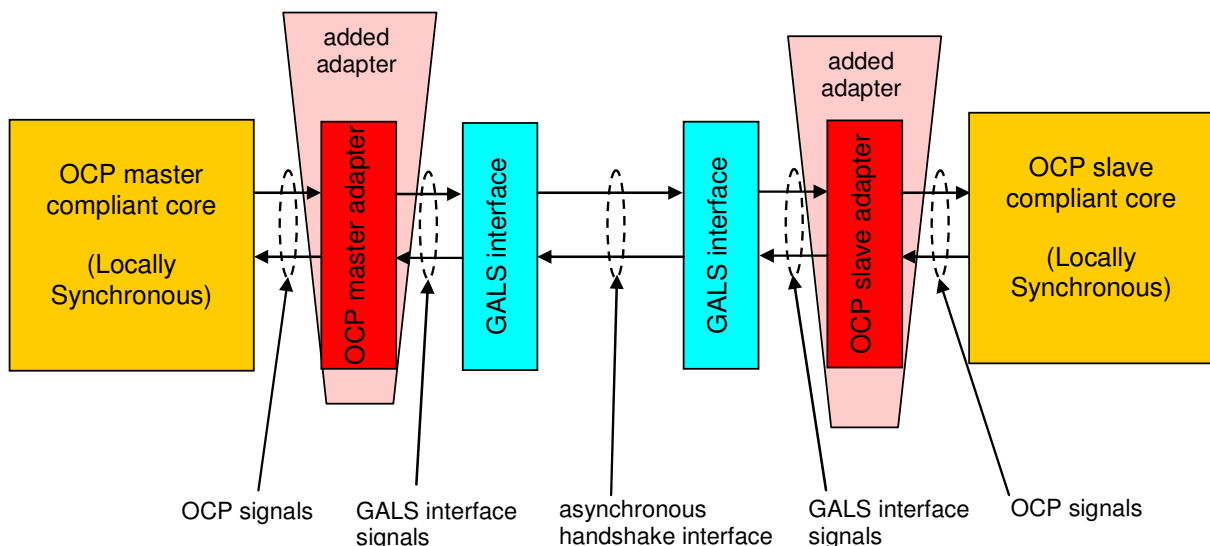 added
adapter
added
adapter
OCP master
compliant core
(Locally
Synchronous)
OCP master adapter
GALS interface
GALS interface
OCP slave adapter
OCP slave
compliant core
(Locally
Synchronous)
OCP signals
GALS interface
signals
asynchronous
handshake interface
GALS interface
signals
OCP signals